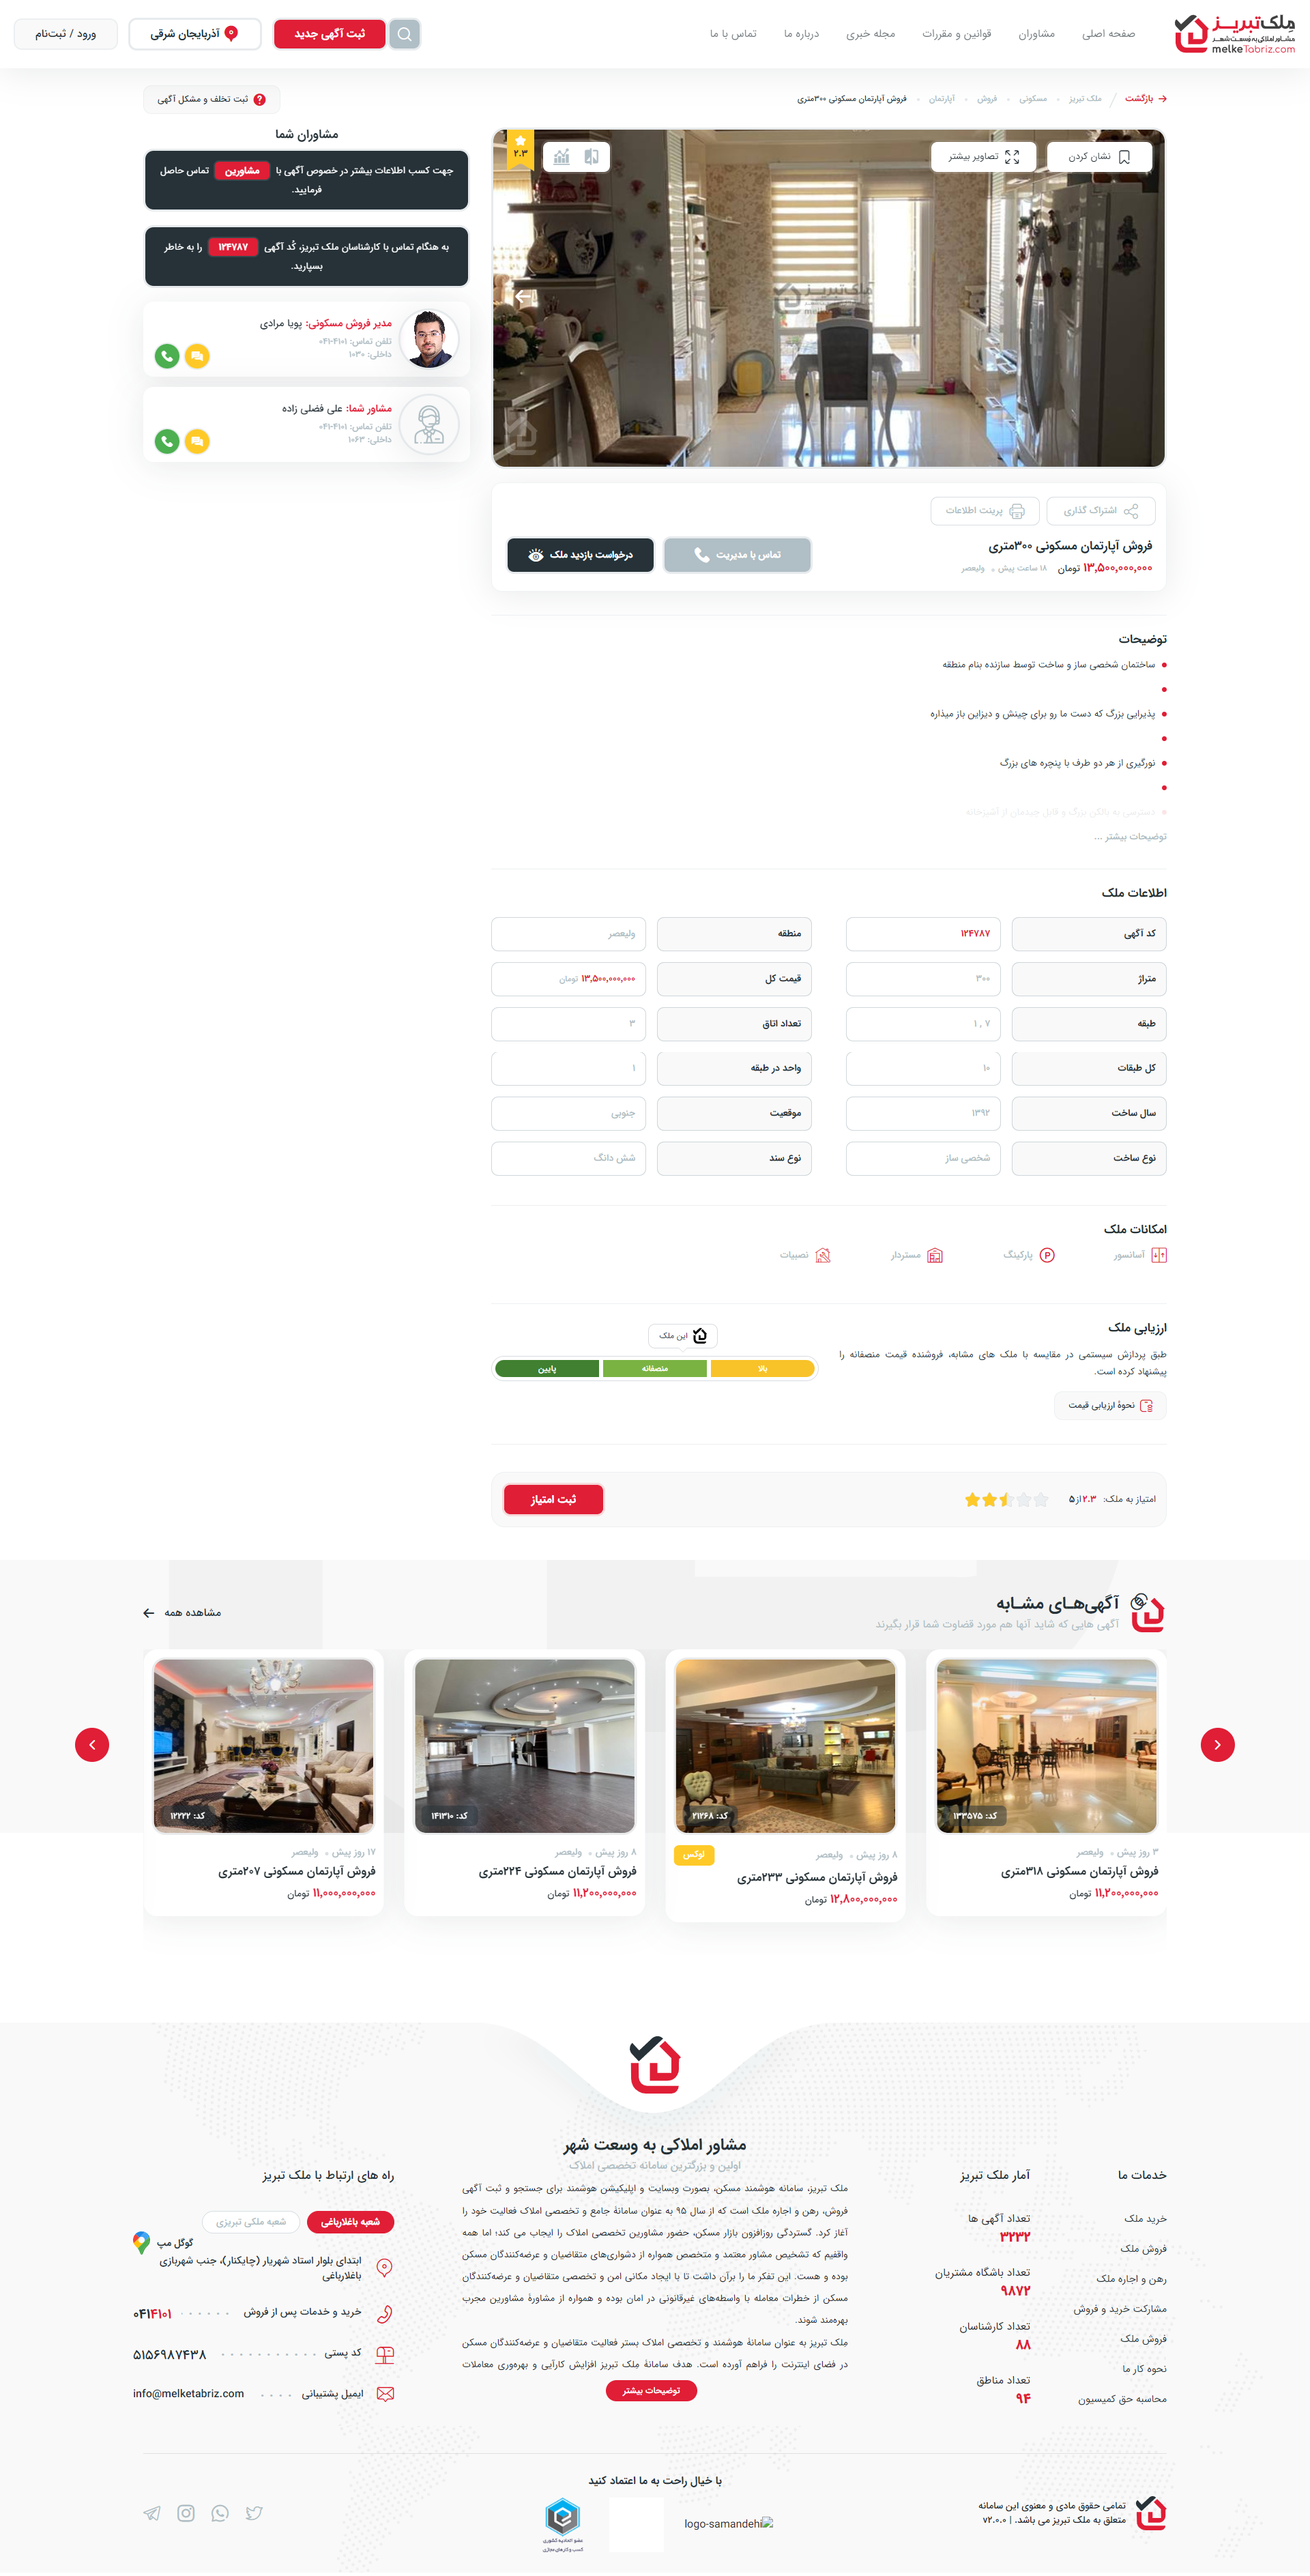 مِلک‌تبریـز
مشاور املاکی به وسعت شهـر
melkeTabriz.com
صفحه اصلی
مشاوران
قوانین و مقررات
مجله خبری
درباره ما
تماس با ما
ثبت آگهی جدید
آذربایجان شرقی
ورود / ثبت‌نام
بازگشت / ملک تبریز • مسکونی • فروش • آپارتمان • فروش آپارتمان مسکونی ۳۰۰متری
ثبت تخلف و مشکل آگهی
نشان کردن
تصاویر بیشتر
۲.۳
مشاوران شما
جهت کسب اطلاعات بیشتر در خصوص آگهی با مشاورین تماس حاصل
فرمایید.
به هنگام تماس با کارشناسان ملک تبریز، کُد آگهی ۱۲۴۷۸۷ را به خاطر
بسپارید.
مدیر فروش مسکونی: پویا مرادی
تلفن تماس: ۴۱۰۱-۰۴۱
داخلی: ۱۰۳۰
مشاور شما: علی فضلی زاده
تلفن تماس: ۴۱۰۱-۰۴۱
داخلی: ۱۰۶۳
اشتراک گذاری
پرینت اطلاعات
فروش آپارتمان مسکونی ۳۰۰متری
۱۳,۵۰۰,۰۰۰,۰۰۰ تومان
۱۸ ساعت پیش • ولیعصر
تماس با مدیریت
درخواست بازدید ملک
توضیحات
ساختمان شخصی ساز و ساخت توسط سازنده بنام منطقه
پذیرایی بزرگ که دست ما رو برای چینش و دیزاین باز میذاره
نورگیری از هر دو طرف با پنچره های بزرگ
دسترسی به بالکن بزرگ و قابل چیدمان از آشپزخانه
توضیحات بیشتر ...
اطلاعات ملک
کد آگهی
۱۲۴۷۸۷
منطقه
ولیعصر
متراژ
۳۰۰
قیمت کل
۱۳,۵۰۰,۰۰۰,۰۰۰ تومان
طبقه
۷ , ۱
تعداد اتاق
۳
کل طبقات
۱۰
واحد در طبقه
۱
سال ساخت
۱۳۹۲
موقعیت
جنوبی
نوع ساخت
شخصی ساز
نوع سند
شش دانگ
امکانات ملک
آسانسور
پارکینگ
مستردار
نصبیات
ارزیابی ملک
طبق پردازش سیستمی در مقایسه با ملک های مشابه، فروشنده قیمت منصفانه را
پیشنهاد کرده است.
نحوهٔ ارزیابی قیمت
این ملک
بالا
منصفانه
پایین
امتیاز به ملک: ۲.۳ از ۵
ثبت امتیاز
آگهی‌هـای مشـابه
آگهی هایی که شاید آنها هم مورد قضاوت شما قرار بگیرند
مشاهده همه
کد: ۱۳۳۵۷۵
۳ روز پیش • ولیعصر
فروش آپارتمان مسکونی ۳۱۸متری
۱۱,۲۰۰,۰۰۰,۰۰۰ تومان
کد: ۲۱۲۶۸
۸ روز پیش • ولیعصر
لوکس
فروش آپارتمان مسکونی ۲۳۳متری
۱۲,۸۰۰,۰۰۰,۰۰۰ تومان
کد: ۱۴۱۳۱۰
۸ روز پیش • ولیعصر
فروش آپارتمان مسکونی ۲۲۴متری
۱۱,۲۰۰,۰۰۰,۰۰۰ تومان
کد: ۱۲۲۲۲
۱۷ روز پیش • ولیعصر
فروش آپارتمان مسکونی ۲۰۷متری
۱۱,۰۰۰,۰۰۰,۰۰۰ تومان
خدمات ما
خرید ملک
فروش ملک
رهن و اجاره ملک
مشارکت خرید و فروش
فروش ملک
نحوه کار ما
محاسبه حق کمیسیون
آمار ملک تبریز
تعداد آگهی ها
۳۲۳۲
تعداد باشگاه مشتریان
۹۸۷۲
تعداد کارشناسان
۸۸
تعداد مناطق
۹۴
مشاور املاکی به وسعت شهر
اولین و بزرگترین سامانه تخصصی املاک
ملک تبریز، سامانه هوشمند مسکن، بصورت وبسایت و اپلیکیشن هوشمند برای جستجو و ثبت آگهی
فروش، رهن و اجاره ملک است که از سال ۹۵ به عنوان سامانهٔ جامع و تخصصی املاک فعالیت خود را
آغاز کرد. گستردگی روزافزون بازار مسکن، حضور مشاورین تخصصی املاک را ایجاب می کند؛ اما همه
واقفیم که تشخیص مشاور معتمد و متخصص همواره از دشواری‌های متقاضیان و عرضه‌کنندگان مسکن
بوده و هست. این تفکر ما را برآن داشت تا با ایجاد مکانی امن و تخصصی متقاضیان و عرضه‌کنندگان
مسکن از خطرات معامله با واسطه‌های غیرقانونی در امان بوده و همواره از مشاورهٔ مشاورین مجرب
بهره‌مند شوند.
ملک تبریز به عنوان سامانهٔ هوشمند و تخصصی املاک بستر فعالیت متقاضیان و عرضه‌کنندگان مسکن
در فضای اینترنت را فراهم آورده است. هدف سامانهٔ ملک تبریز افزایش کارآیی و بهره‌وری معاملات
توضیحات بیشتر
راه های ارتباط با ملک تبریز
شعبه باغلارباغی
شعبه ملکی تبریزی
گوگل مپ
ابتدای بلوار استاد شهریار (چایکنار)، جنب شهربازی
باغلارباغی
خرید و خدمات پس از فروش
۰۴۱۴۱۰۱
کد پستی
۵۱۵۶۹۸۷۴۳۸
ایمیل پشتیبانی
info@melketabriz.com
با خیال راحت به ما اعتماد کنید
تمامی حقوق مادی و معنوی این سامانه
متعلق به ملک تبریز می باشد. | v۲.۰.۰
logo-samandehi
عضو اتحادیه کشوری
کسب و کارهای مجازی